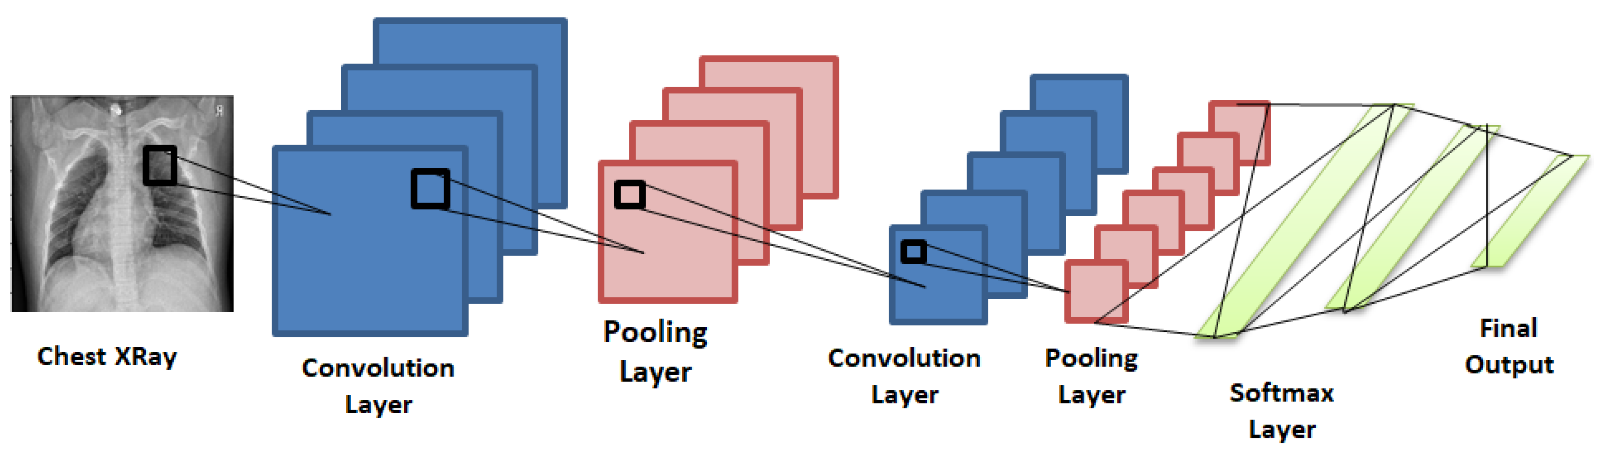 Chest XRay
Convolution
Layer
Pooling
Layer
Convolution
Layer
Pooling
Layer
Softmax
Layer
Final
Output